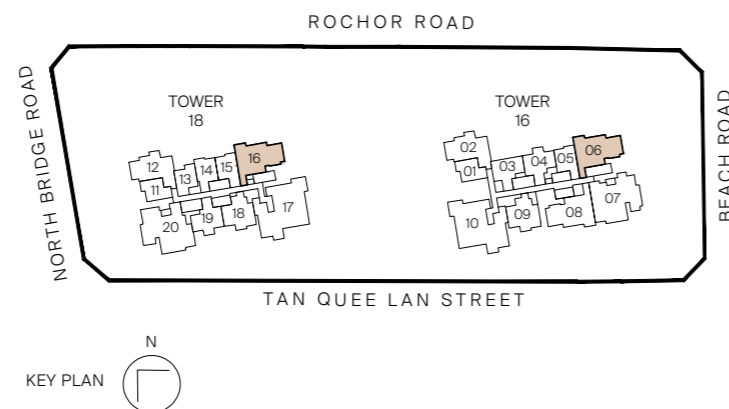 ROCHOR ROAD
NORTH BRIDGE ROAD
TOWER
18
12
11
13
14
15
16
20
19
18
17
TOWER
16
02
01
03
04
05
06
10
09
08
07
BEACH ROAD
TAN QUEE LAN STREET
KEY PLAN
N